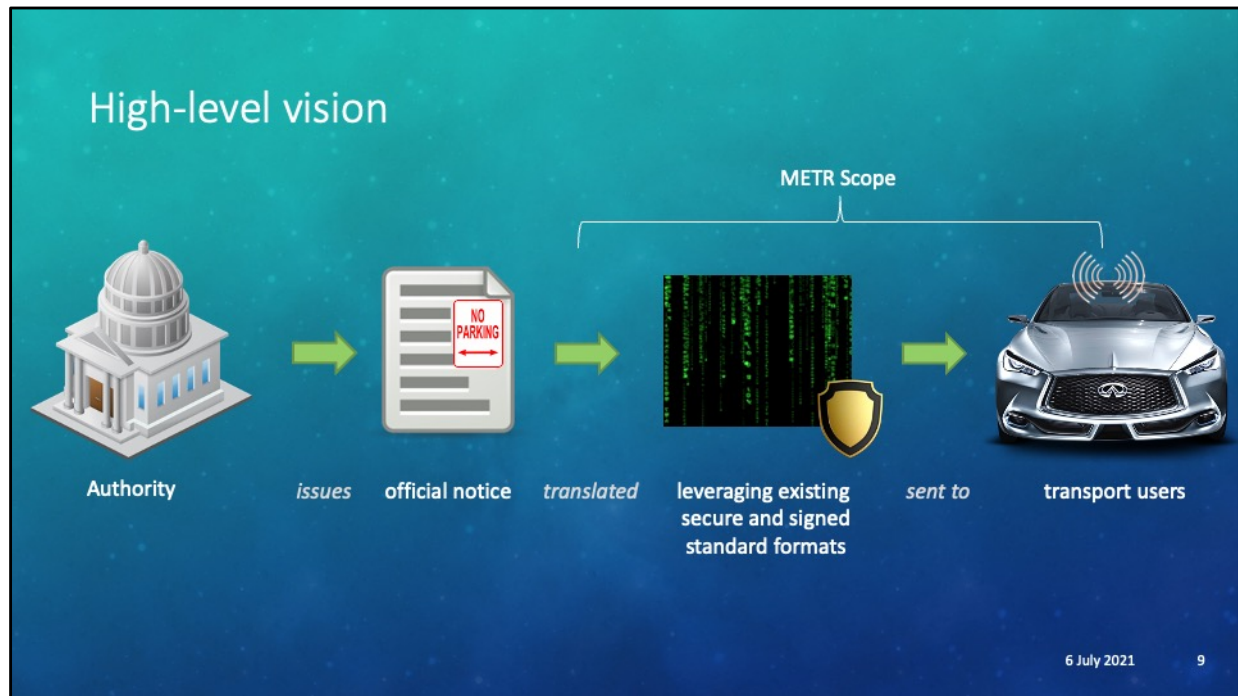 High-level vision
METR Scope
NO
PARKING
Authority
issues
official notice
translated
leveraging existing
secure and signed
standard formats
sent to
transport users
6 July 2021
9